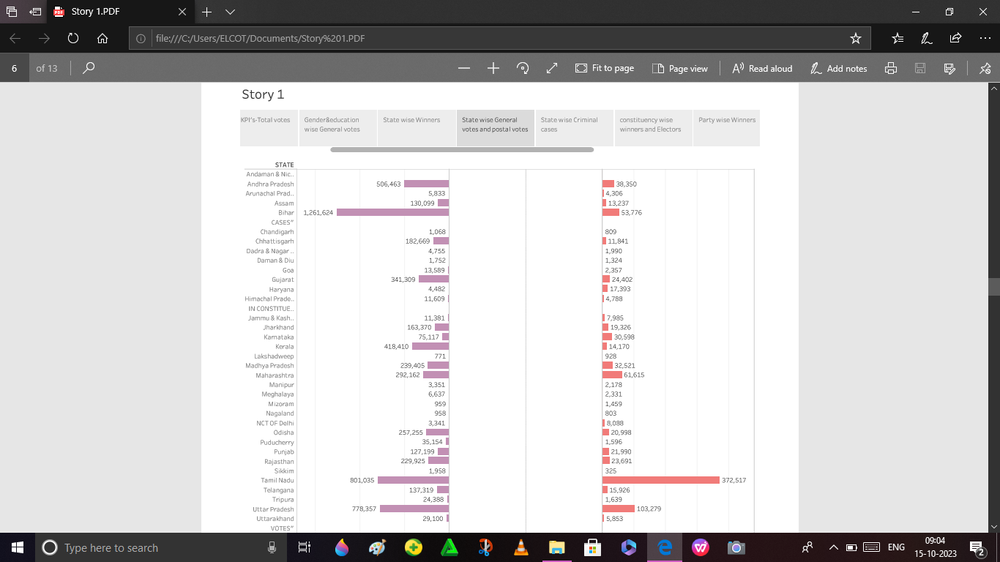 Story 1.PDF
file:///C:/Users/ELCOT/Documents/Story%201.PDF
6 of 13 Fit to page Page view Read aloud Add notes
Story 1
KPI's-Total votes
Gender&education
wise General votes
State wise Winners
State wise General
votes and postal votes
State wise Criminal
cases
constituency wise
winners and Electors
Party wise Winners
STATE
Andaman & Nic..
Andhra Pradesh 506,463 38,350
Arunachal Prad.. 5,833 4,306
Assam 130,099 13,237
Bihar 1,261,624 53,776
CASES"
Chandigarh 1,068 809
Chhattisgarh 182,669 11,841
Dadra & Nagar .. 4,755 1,990
Daman & Diu 1,752 1,324
Goa 13,589 2,357
Gujarat 341,309 24,402
Haryana 4,482 17,393
Himachal Prade.. 11,609 4,788
IN CONSTITUE..
Jammu & Kash.. 11,381 7,985
Jharkhand 163,370 19,326
Karnataka 75,117 30,598
Kerala 418,410 14,170
Lakshadweep 771 928
Madhya Pradesh 239,405 32,521
Maharashtra 292,162 61,615
Manipur 3,351 2,178
Meghalaya 6,637 2,331
Mizoram 959 1,459
Nagaland 958 803
NCT OF Delhi 3,341 8,088
Odisha 257,255 20,998
Puducherry 35,154 1,596
Punjab 127,199 21,990
Rajasthan 229,925 23,691
Sikkim 1,958 325
Tamil Nadu 801,035 372,517
Telangana 137,319 15,926
Tripura 24,388 1,639
Uttar Pradesh 778,357 103,279
Uttarakhand 29,100 5,853
VOTES"
Type here to search
ENG
09:04
15-10-2023
2